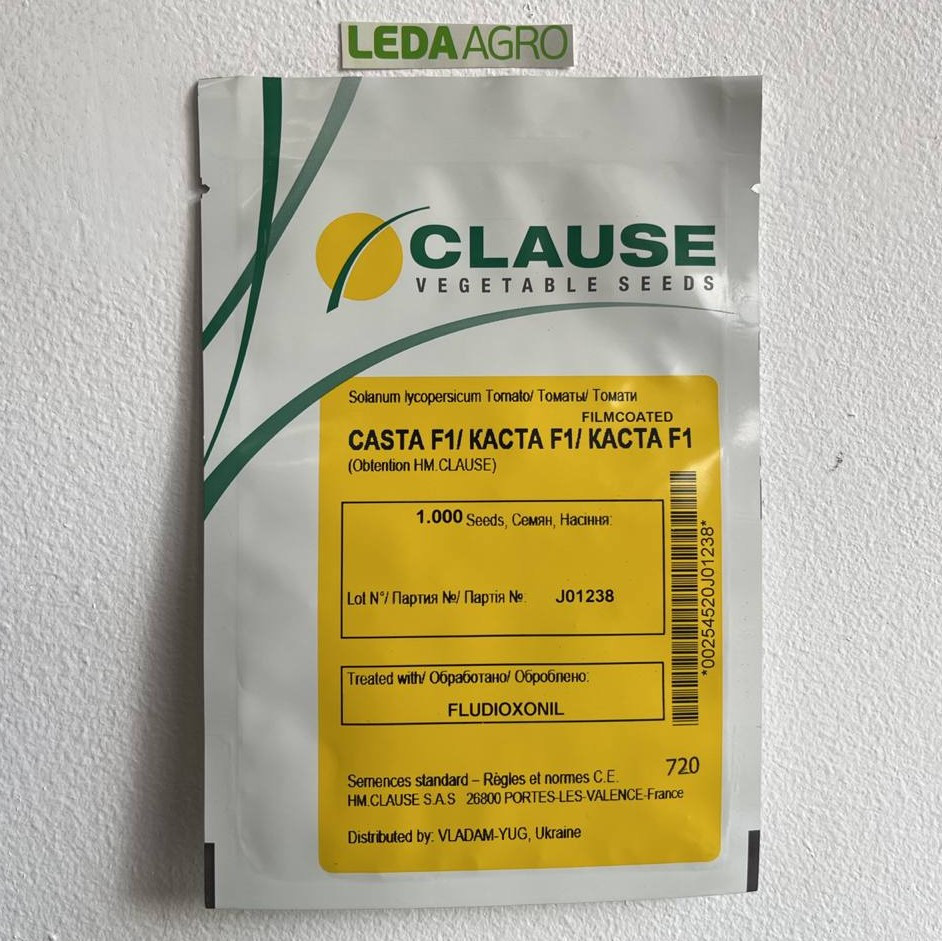 LEDA AGRO
CLAUSE
VEGETABLE SEEDS
Solanum lycopersicum Tomato/ Томаты/ Томати
FILMCOATED
CASTA F1/ КАСТА F1/ КАСТА F1
(Obtention HM.CLAUSE)
1.000 Seeds, Семян, Насіння:
Lot N°/ Партия №/ Партія №: J01238
*00254520J01238*
Treated with/ Обработано/ Оброблено:
FLUDIOXONIL
720
Semences standard – Règles et normes C.E.
HM.CLAUSE S.A.S 26800 PORTES-LES-VALENCE-France
Distributed by: VLADAM-YUG, Ukraine